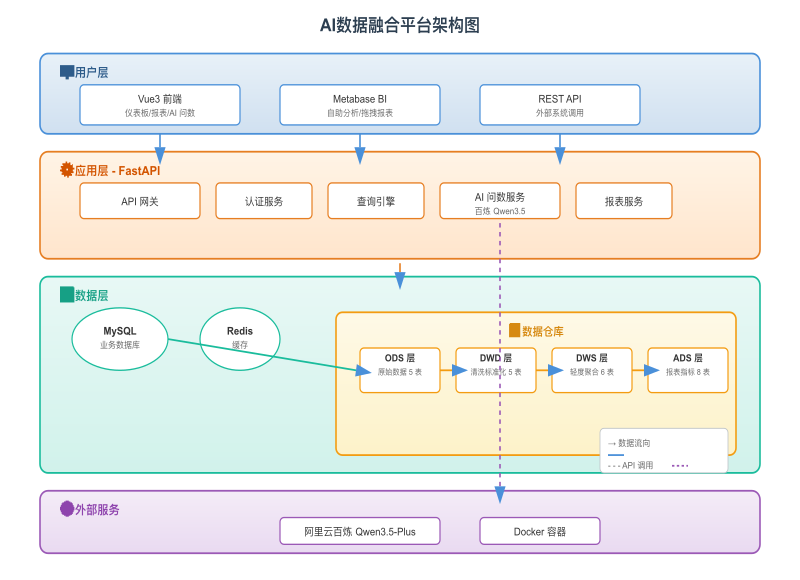 AI数据融合平台架构图
用户层
Vue3 前端
仪表板/报表/AI 问数
Metabase BI
自助分析/拖拽报表
REST API
外部系统调用
应用层 - FastAPI
API 网关
认证服务
查询引擎
AI 问数服务
百炼 Qwen3.5
报表服务
数据层
MySQL
业务数据库
Redis
缓存
数据仓库
ODS 层
原始数据 5 表
DWD 层
清洗标准化 5 表
DWS 层
轻度聚合 6 表
ADS 层
报表指标 8 表
→ 数据流向
API 调用
外部服务
阿里云百炼 Qwen3.5-Plus
Docker 容器